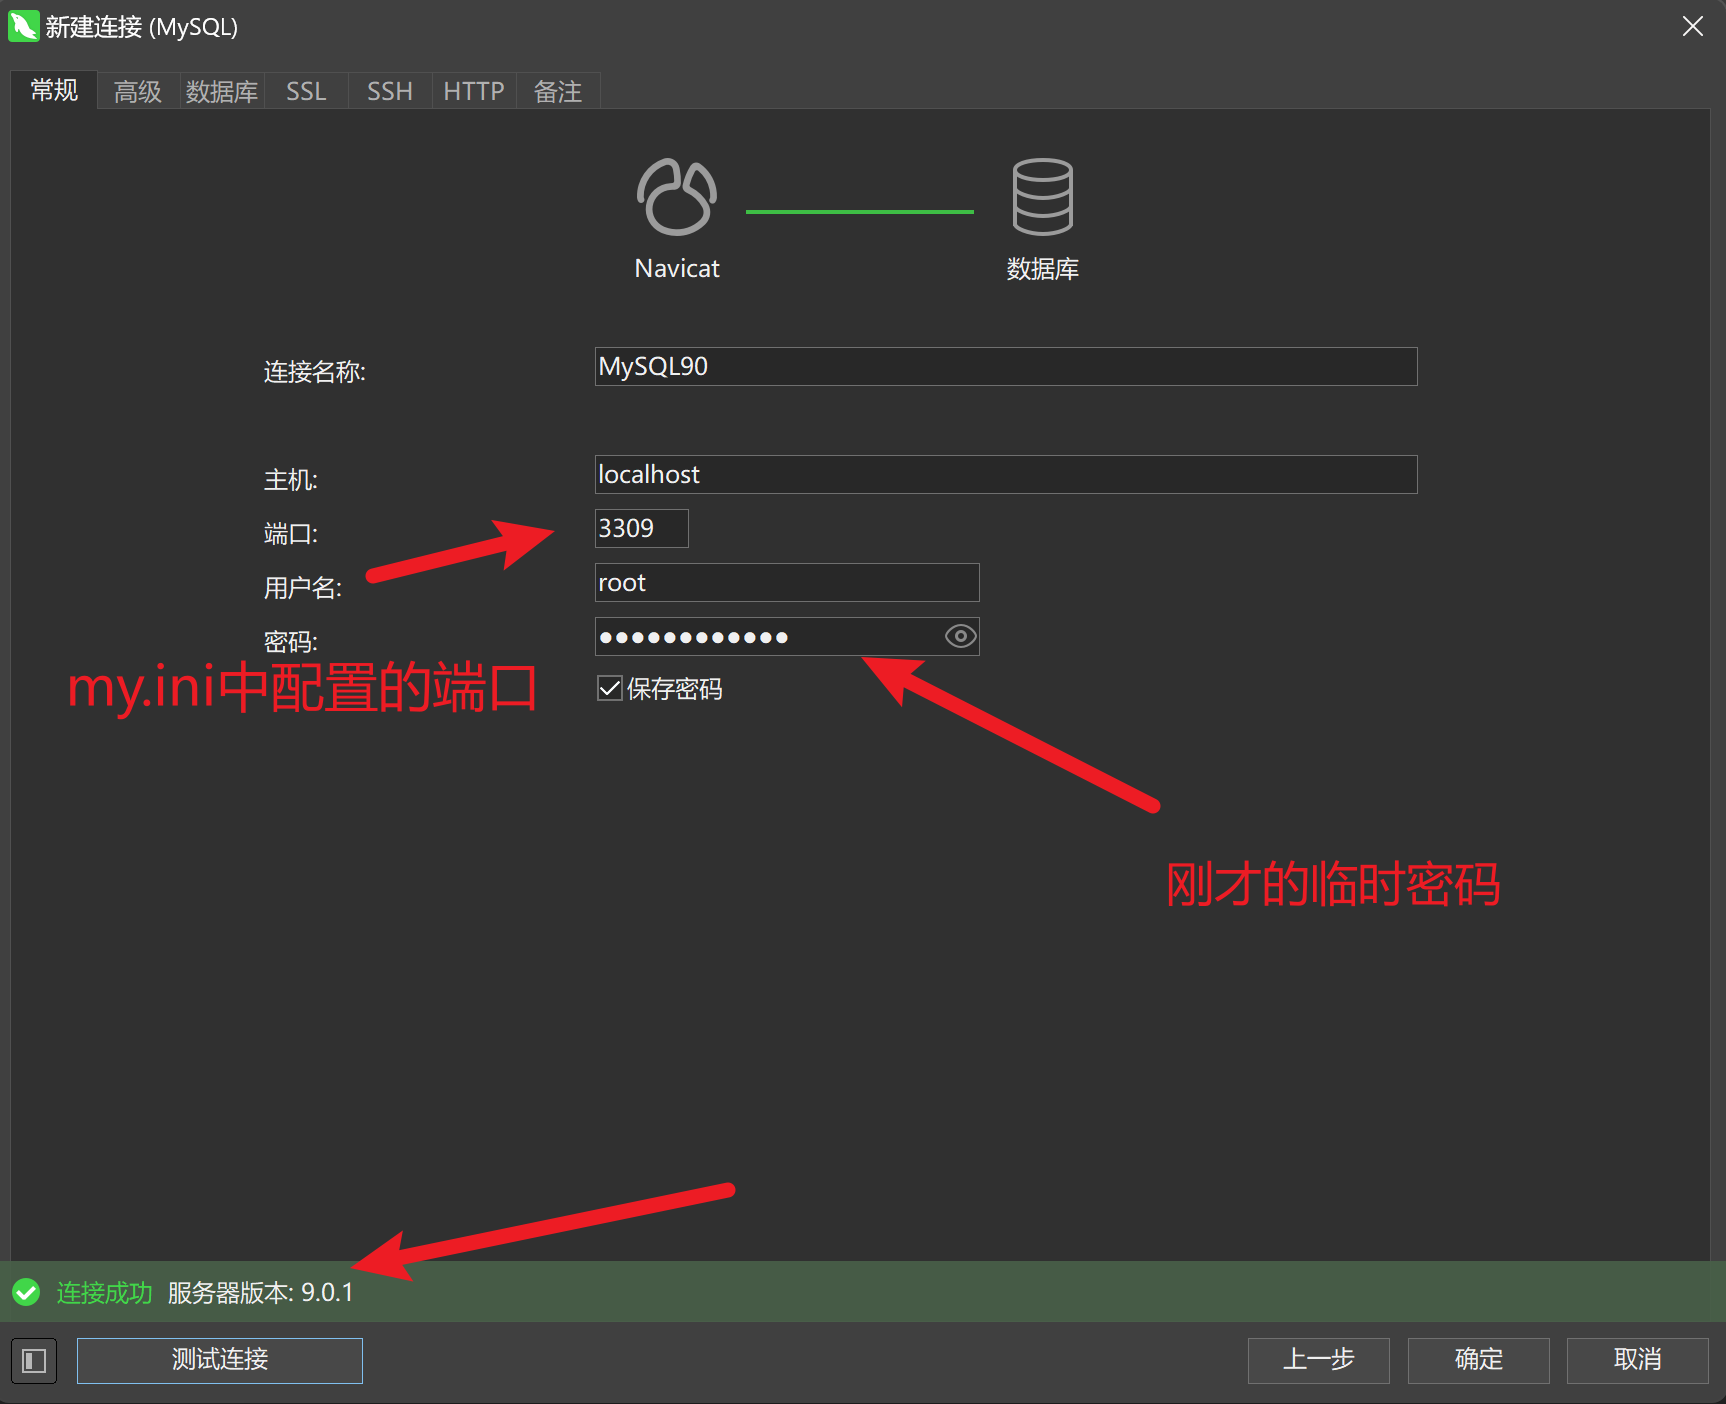 新建连接 (MySQL)
常规 高级 数据库 SSL SSH HTTP 备注
Navicat
数据库
连接名称: MySQL90
主机: localhost
端口: 3309
用户名: root
密码: ●●●●●●●●●●●●
my.ini中配置的端口
保存密码
刚才的临时密码
连接成功 服务器版本: 9.0.1
测试连接 上一步 确定 取消